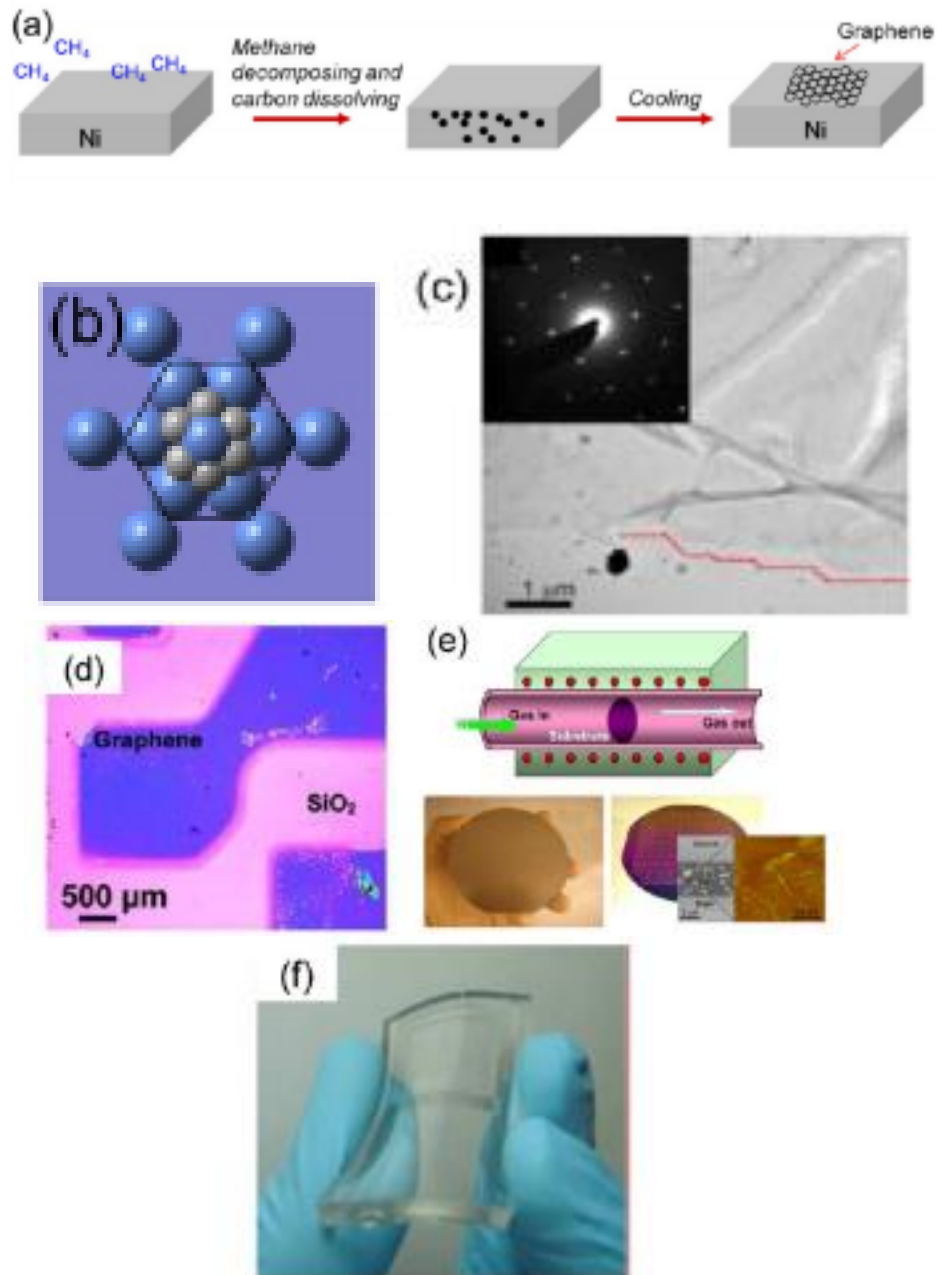 (a)
CH4
CH4
CH4
CH4
Methane
decomposing and
carbon dissolving
Cooling
Graphene
Ni
Ni
(b)
(c)
1 μm
(d)
Graphene
SiO2
500 μm
(e)
Gas in
Substrate
Gas out
(f)